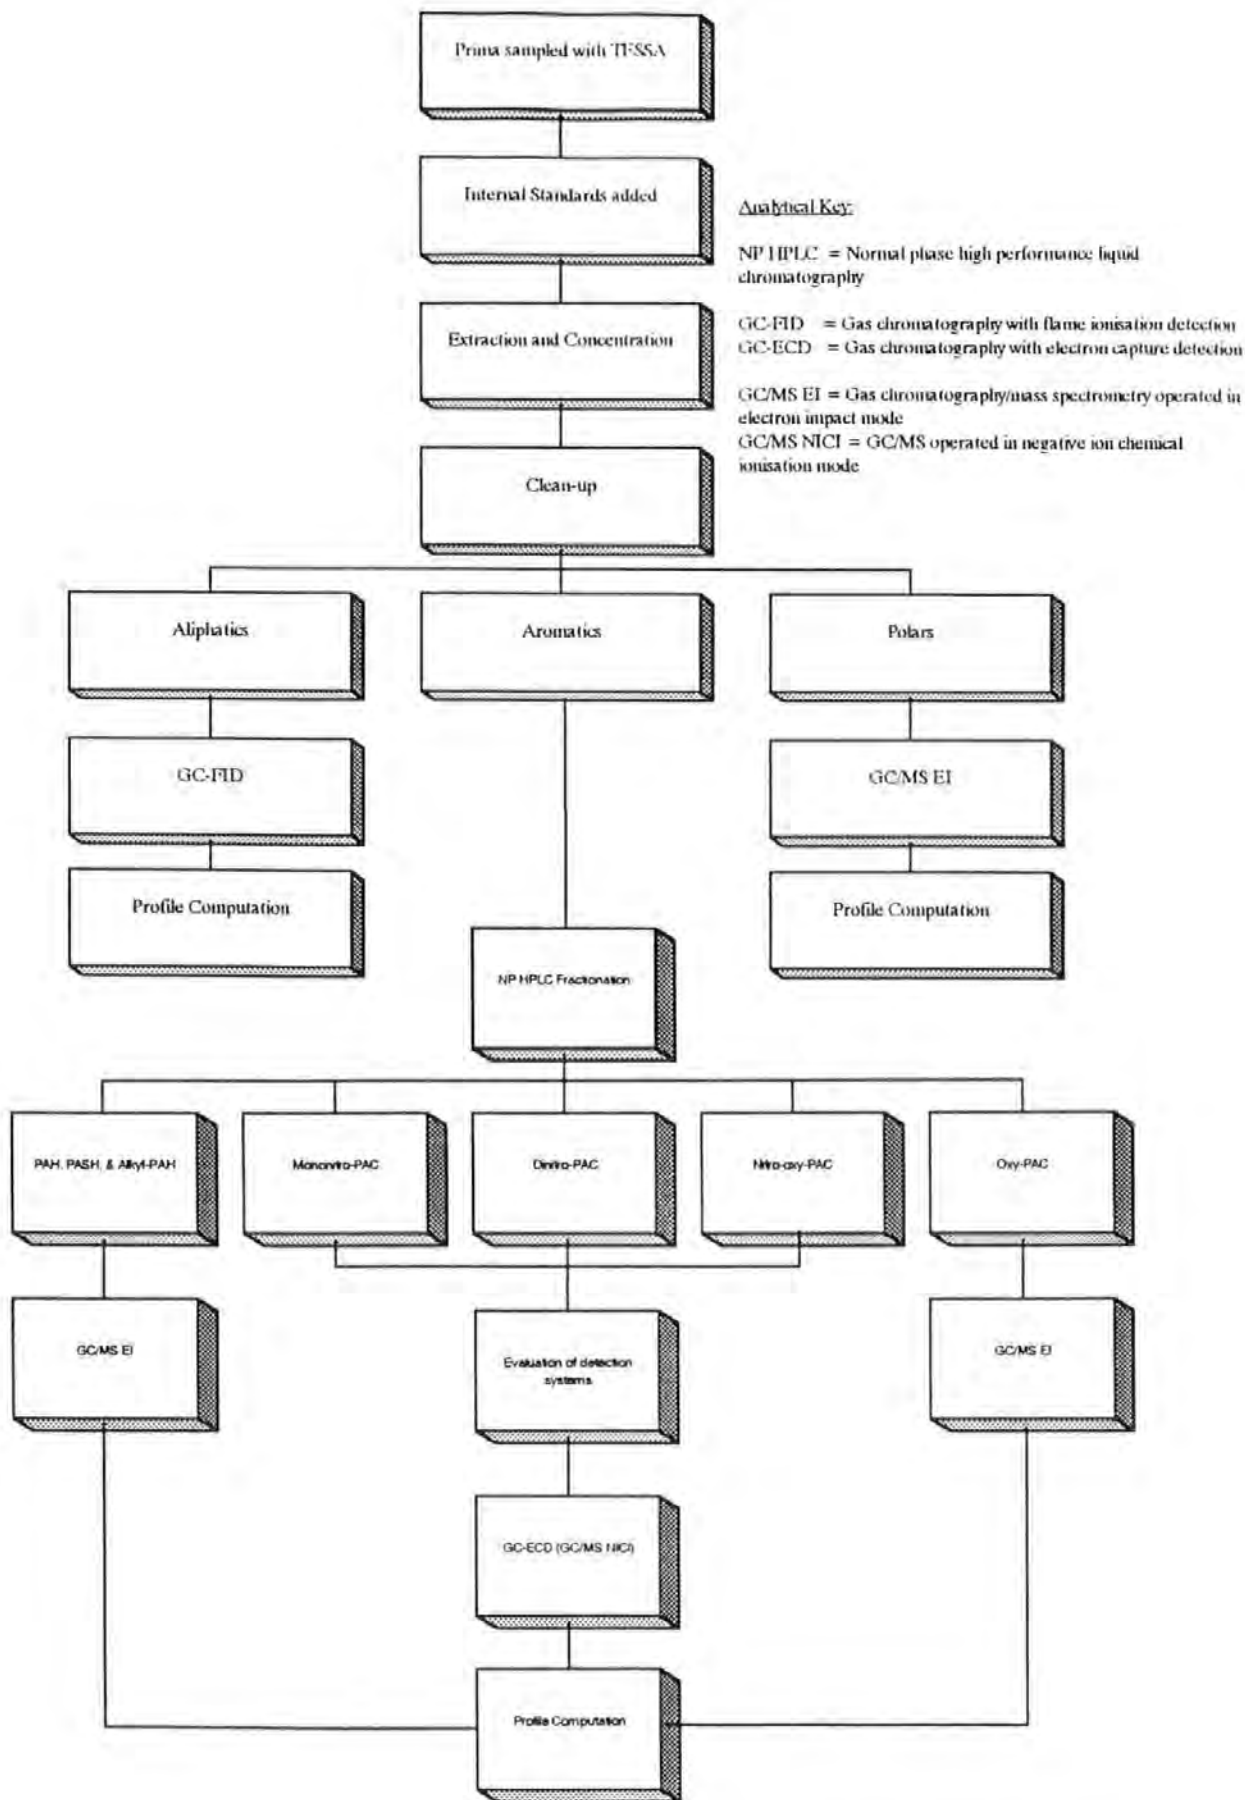 Prima sampled with TESSA
Internal Standards added
Analytical Key:
NP HPLC = Normal phase high performance liquid
chromatography
GC-FID = Gas chromatography with flame ionisation detection
GC-ECD = Gas chromatography with electron capture detection
GC/MS EI = Gas chromatography/mass spectrometry operated in
electron impact mode
GC/MS NICI = GC/MS operated in negative ion chemical
ionisation mode
Extraction and Concentration
Clean-up
Aliphatics
Aromatics
Polars
GC-FID
GC/MS EI
Profile Computation
Profile Computation
NP HPLC Fractionation
PAH, PASH, & Alkyl-PAH
Mononitro-PAC
Dinitro-PAC
Nitro-oxy-PAC
Oxy-PAC
GC/MS EI
Evaluation of detection
systems
GC/MS EI
GC-ECD (GC/MS NICI)
Profile Computation